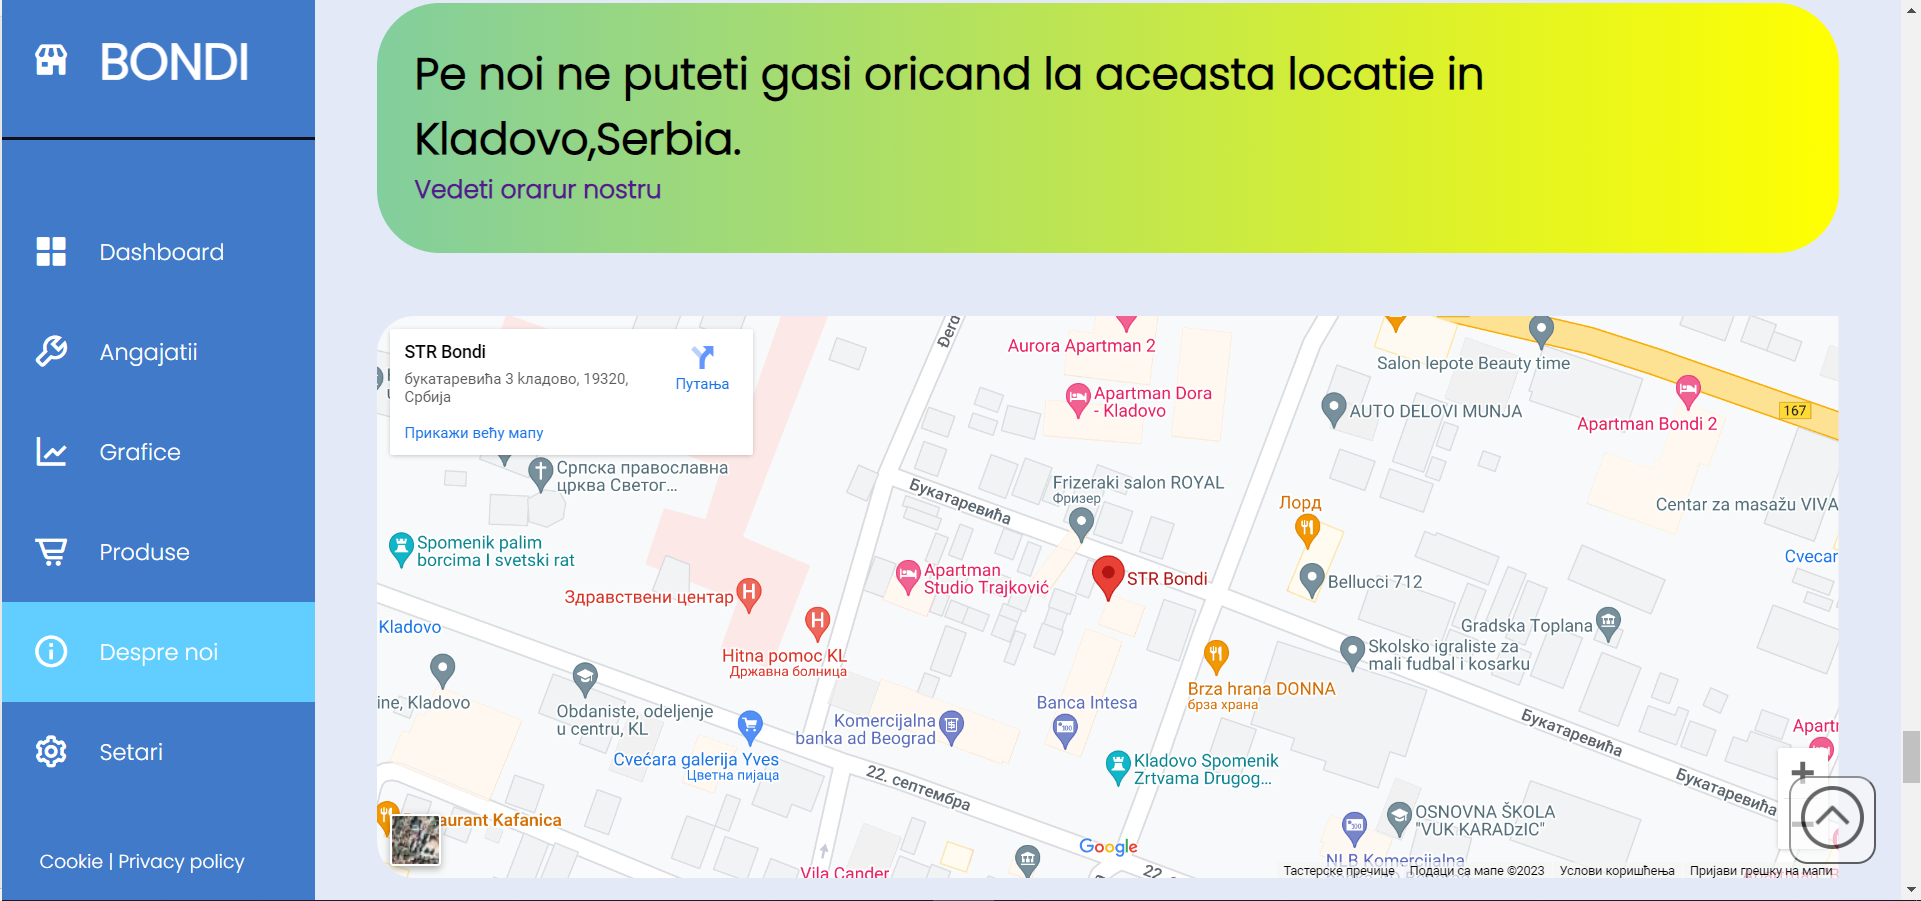 BONDI
Dashboard
Angajatii
Grafice
Produse
Despre noi
Setari
Cookie | Privacy policy
Pe noi ne puteti gasi oricand la aceasta locatie in
Kladovo,Serbia.
Vedeti orarur nostru
STR Bondi
букатаревића 3 kладово, 19320,
Србија
Путања
Прикажи већу мапу
Aurora Apartman 2
Apartman Dora
- Kladovo
Salon lepote Beauty time
AUTO DELOVI MUNJA
Apartman Bondi 2
167
Српска православна
црква Светог...
Букатаревића
Frizeraki salon ROYAL
Фризер
Лорд
Centar za masažu VIVA
Spomenik palim
borcima I svetski rat
Cvecar
Apartman
Studio Trajković
STR Bondi
Bellucci 712
Здравствени центар
Kladovo
Gradska Toplana
Hitna pomoc KL
Државна болница
Skolsko igraliste za
mali fudbal i kosarku
ine, Kladovo
Brza hrana DONNA
брза храна
Obdaniste, odeljenje
u centru, KL
Banca Intesa
Komercijalna
banka ad Beograd
Букатаревића
Apartı
Cvećara galerija Yves
Цветна пијаца
Kladovo Spomenik
Zrtvama Drugog...
22. септембра
Букатаревића
aurant Kafanica
OSNOVNA ŠKOLA
"VUK KARADzIC"
Google
NLB Komercijalna
Vila Cander
22.
Тастерске пречице
Подаци са мапе ©2023
Услови коришћења
Пријави грешку на мапи